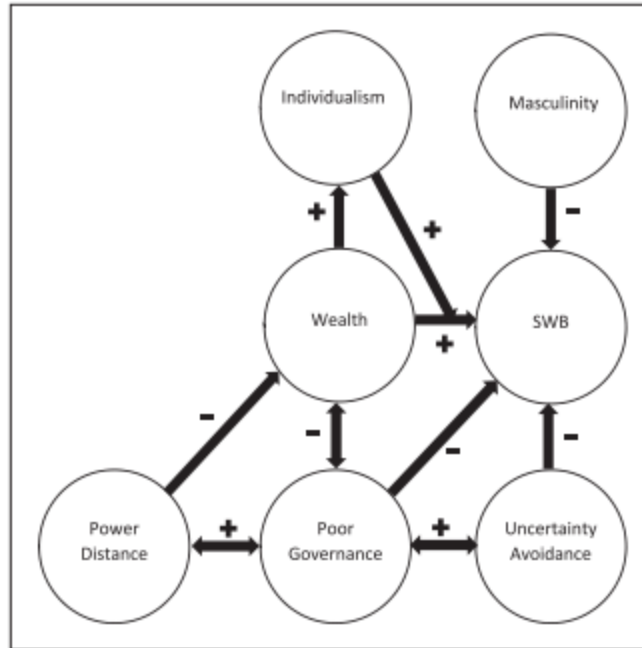 Individualism
Masculinity
+
-
+
Wealth
+
SWB
-
-
-
-
Power
Distance
+
Poor
Governance
+
Uncertainty
Avoidance